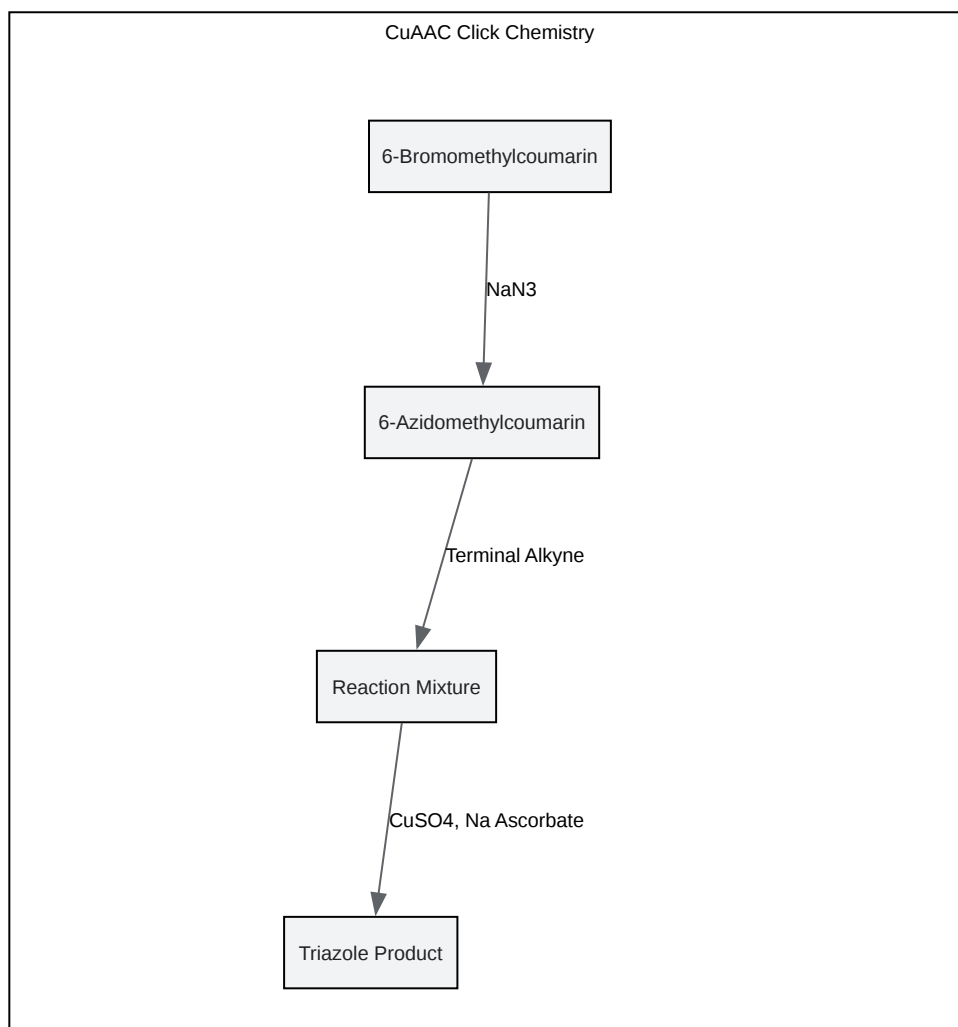 CuAAC Click Chemistry
6-Bromomethylcoumarin
NaN3
6-Azidomethylcoumarin
Terminal Alkyne
Reaction Mixture
CuSO4, Na Ascorbate
Triazole Product